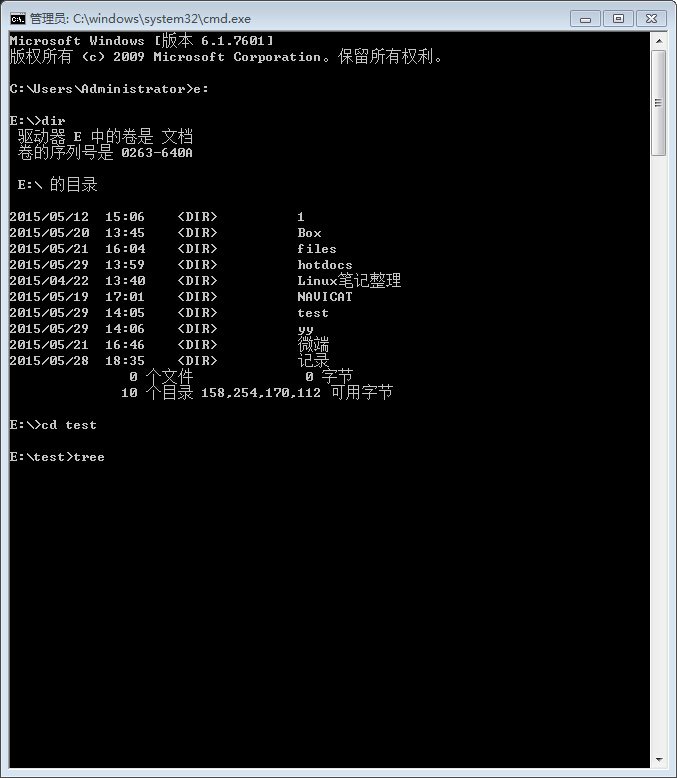 管理员: C:\windows\system32\cmd.exe
Microsoft Windows [版本 6.1.7601]
版权所有 (c) 2009 Microsoft Corporation。保留所有权利。
C:\Users\Administrator>e:
E:\>dir
驱动器 E 中的卷是 文档
卷的序列号是 0263-640A
E:\ 的目录
2015/05/12  15:06    <DIR>          1
2015/05/20  13:45    <DIR>          Box
2015/05/21  16:04    <DIR>          files
2015/05/29  13:59    <DIR>          hotdocs
2015/04/22  13:40    <DIR>          Linux笔记整理
2015/05/19  17:01    <DIR>          NAVICAT
2015/05/29  14:05    <DIR>          test
2015/05/29  14:06    <DIR>          yy
2015/05/21  16:46    <DIR>          微端
2015/05/28  18:35    <DIR>          记录
0 个文件              0 字节
10 个目录 158,254,170,112 可用字节
E:\>cd test
E:\test>tree